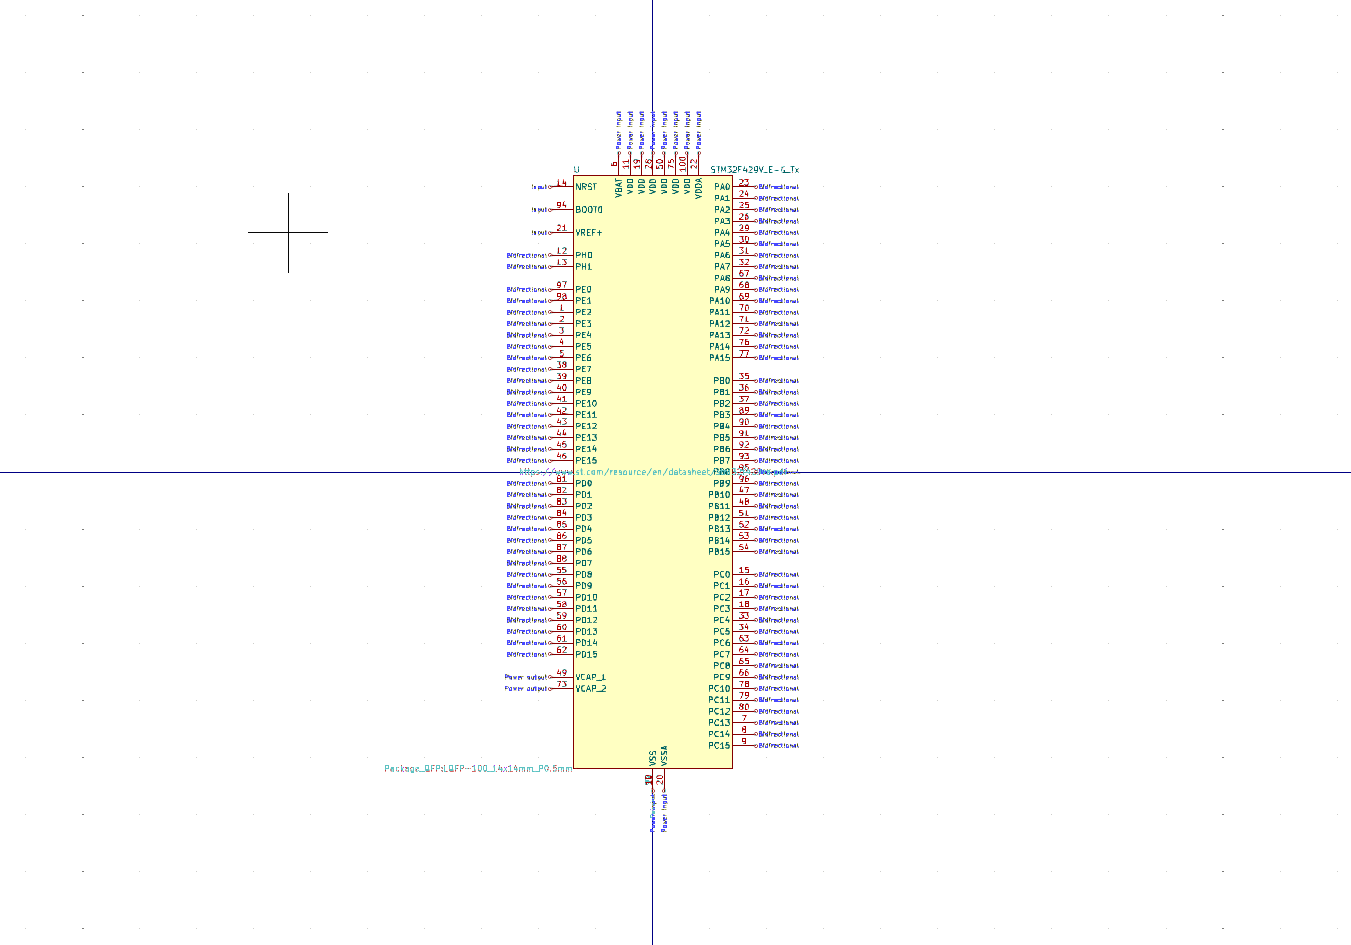 Power input Power input Power input Power input Power input Power input Power input Power input
6 11 19 28 50 75 100 22
U STM32F429V_E-G_Tx
VBAT VDD VDD VDD VDD VDD VDD VDDA
Input 14 NRST PA0 23 Bidirectional
PA1 24 Bidirectional
Input 94 BOOT0 PA2 25 Bidirectional
PA3 26 Bidirectional
Input 21 VREF+ PA4 29 Bidirectional
PA5 30 Bidirectional
Bidirectional 12 PH0 PA6 31 Bidirectional
Bidirectional 13 PH1 PA7 32 Bidirectional
PA8 67 Bidirectional
Bidirectional 97 PE0 PA9 68 Bidirectional
Bidirectional 98 PE1 PA10 69 Bidirectional
Bidirectional 1 PE2 PA11 70 Bidirectional
Bidirectional 2 PE3 PA12 71 Bidirectional
Bidirectional 3 PE4 PA13 72 Bidirectional
Bidirectional 4 PE5 PA14 76 Bidirectional
Bidirectional 5 PE6 PA15 77 Bidirectional
Bidirectional 38 PE7
Bidirectional 39 PE8 PB0 35 Bidirectional
Bidirectional 40 PE9 PB1 36 Bidirectional
Bidirectional 41 PE10 PB2 37 Bidirectional
Bidirectional 42 PE11 PB3 89 Bidirectional
Bidirectional 43 PE12 PB4 90 Bidirectional
Bidirectional 44 PE13 PB5 91 Bidirectional
Bidirectional 45 PE14 PB6 92 Bidirectional
Bidirectional 46 PE15 PB7 93 Bidirectional
PB8 95
Bidirectional 81 PD0 PB9 96 Bidirectional
Bidirectional 82 PD1 PB10 47 Bidirectional
Bidirectional 83 PD2 PB11 48 Bidirectional
Bidirectional 84 PD3 PB12 51 Bidirectional
Bidirectional 85 PD4 PB13 52 Bidirectional
Bidirectional 86 PD5 PB14 53 Bidirectional
Bidirectional 87 PD6 PB15 54 Bidirectional
Bidirectional 88 PD7
Bidirectional 55 PD8 PC0 15 Bidirectional
Bidirectional 56 PD9 PC1 16 Bidirectional
Bidirectional 57 PD10 PC2 17 Bidirectional
Bidirectional 58 PD11 PC3 18 Bidirectional
Bidirectional 59 PD12 PC4 33 Bidirectional
Bidirectional 60 PD13 PC5 34 Bidirectional
Bidirectional 61 PD14 PC6 63 Bidirectional
Bidirectional 62 PD15 PC7 64 Bidirectional
PC8 65 Bidirectional
Power output 49 VCAP_1 PC9 66 Bidirectional
Power output 73 VCAP_2 PC10 78 Bidirectional
PC11 79 Bidirectional
PC12 80 Bidirectional
PC13 7 Bidirectional
PC14 8 Bidirectional
PC15 9 Bidirectional
VSS VSSA
Package_QFP:LQFP-100_14x14mm_P0.5mm
20
Power input